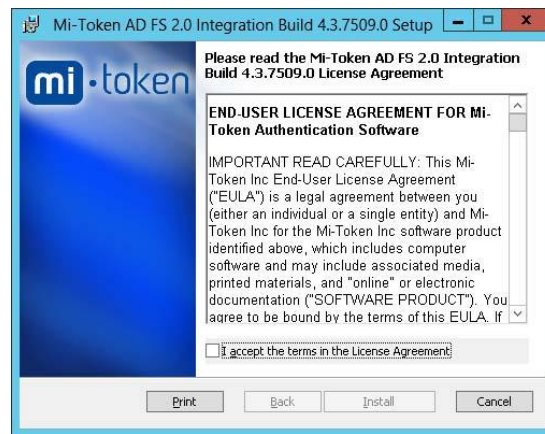 Mi-Token AD FS 2.0 Integration Build 4.3.7509.0 Setup
mi·token
Please read the Mi-Token AD FS 2.0 Integration
Build 4.3.7509.0 License Agreement
END-USER LICENSE AGREEMENT FOR Mi-
Token Authentication Software
IMPORTANT READ CAREFULLY: This Mi-
Token Inc End-User License Agreement
("EULA") is a legal agreement between you
(either an individual or a single entity) and Mi-
Token Inc for the Mi-Token Inc software product
identified above, which includes computer
software and may include associated media,
printed materials, and "online" or electronic
documentation ("SOFTWARE PRODUCT"). You
agree to be bound by the terms of this EULA. If
I accept the terms in the License Agreement
Print Back Install Cancel